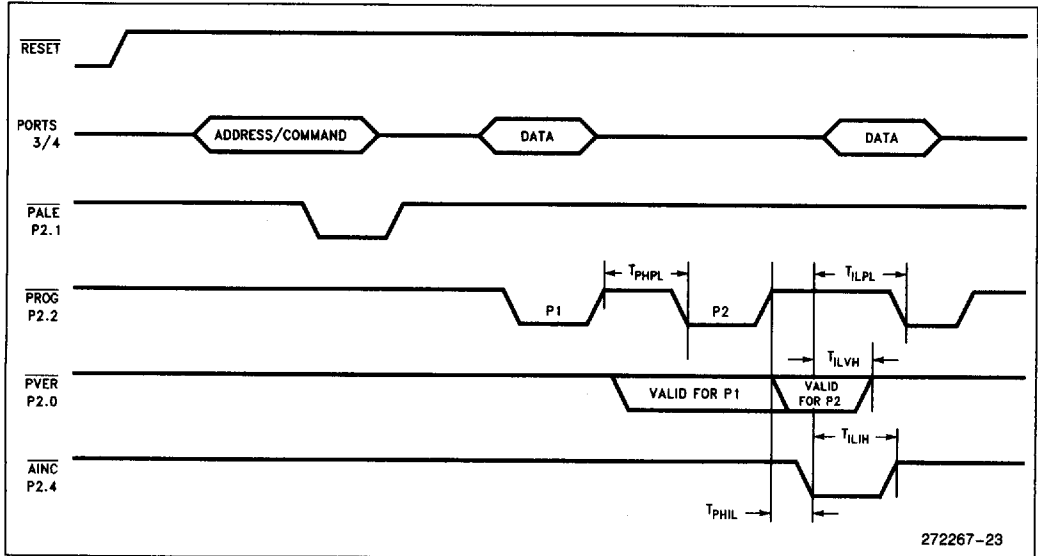 RESET
PORTS
3/4
ADDRESS/COMMAND
DATA
DATA
PALE
P2.1
PROG
P2.2
P1
TPHPL
P2
TILPL
PVER
P2.0
VALID FOR P1
VALID
FOR P2
TILVH
AINC
P2.4
TILIH
TPHIL
272267-23